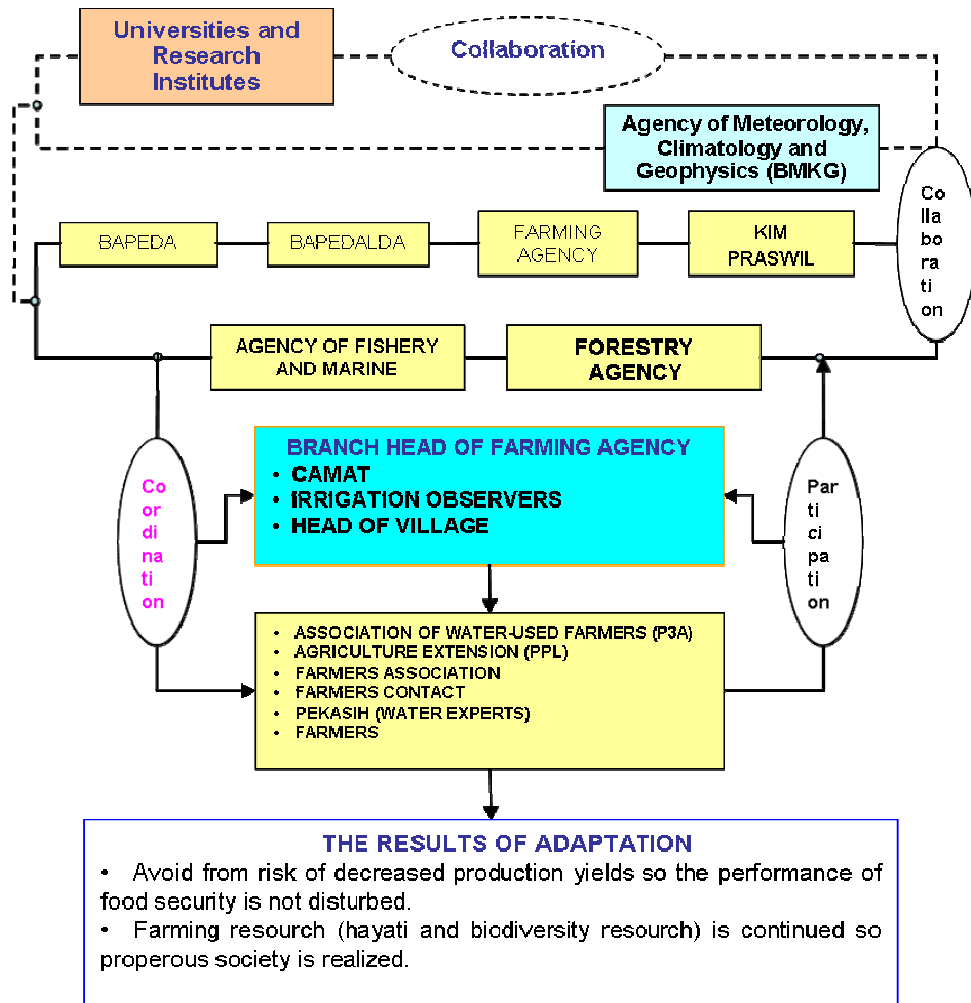 Universities and
Research
Institutes
Collaboration
Agency of Meteorology,
Climatology and
Geophysics (BMKG)
Co
lla
bo
ra
ti
on
BAPEDA
BAPEDALDA
FARMING
AGENCY
KIM
PRASWIL
AGENCY OF FISHERY
AND MARINE
FORESTRY
AGENCY
BRANCH HEAD OF FARMING AGENCY
• CAMAT
• IRRIGATION OBSERVERS
• HEAD OF VILLAGE
Co
or
di
na
ti
on
Par
ti
ci
pa
ti
on
• ASSOCIATION OF WATER-USED FARMERS (P3A)
• AGRICULTURE EXTENSION (PPL)
• FARMERS ASSOCIATION
• FARMERS CONTACT
• PEKASIH (WATER EXPERTS)
• FARMERS
THE RESULTS OF ADAPTATION
• Avoid from risk of decreased production yields so the performance of
food security is not disturbed.
• Farming resourch (hayati and biodiversity resourch) is continued so
properous society is realized.